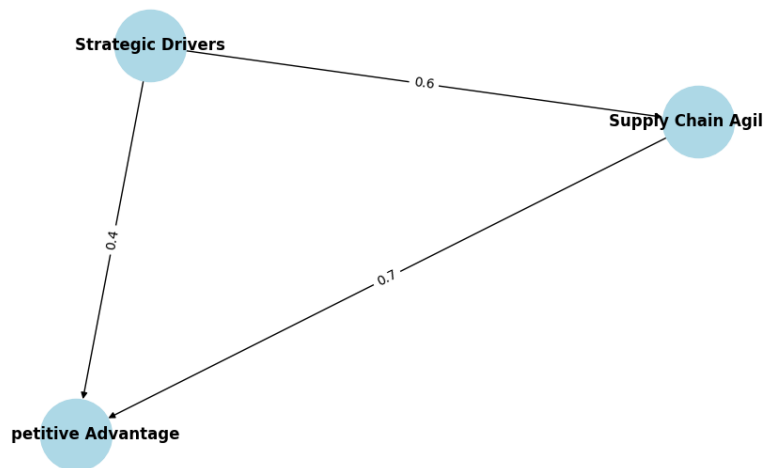 Strategic Drivers
0.6
Supply Chain Agil
0.4
0.7
petitive Advantage